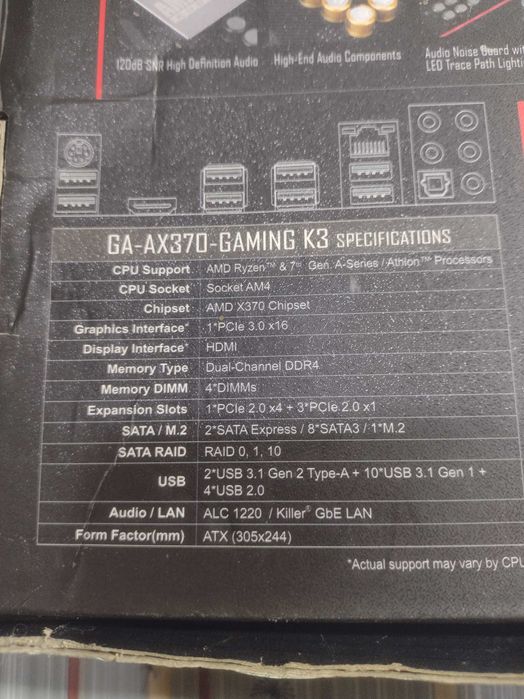 120dB SNR High Definition Audio
High-End Audio Components
Audio Noise Guard wi
LED Trace Path Lighti
GA-AX370-GAMING K3 SPECIFICATIONS
CPU Support AMD Ryzen™ & 7th Gen. A-Series / Athlon™ Processors
CPU Socket Socket AM4
Chipset AMD X370 Chipset
Graphics Interface* 1*PCIe 3.0 x16
Display Interface* HDMI
Memory Type Dual-Channel DDR4
Memory DIMM 4*DIMMs
Expansion Slots 1*PCIe 2.0 x4 + 3*PCIe 2.0 x1
SATA / M.2 2*SATA Express / 8*SATA3 / 1*M.2
SATA RAID RAID 0, 1, 10
USB 2*USB 3.1 Gen 2 Type-A + 10*USB 3.1 Gen 1 +
4*USB 2.0
Audio / LAN ALC 1220 / Killer® GbE LAN
Form Factor(mm) ATX (305x244)
*Actual support may vary by CPU